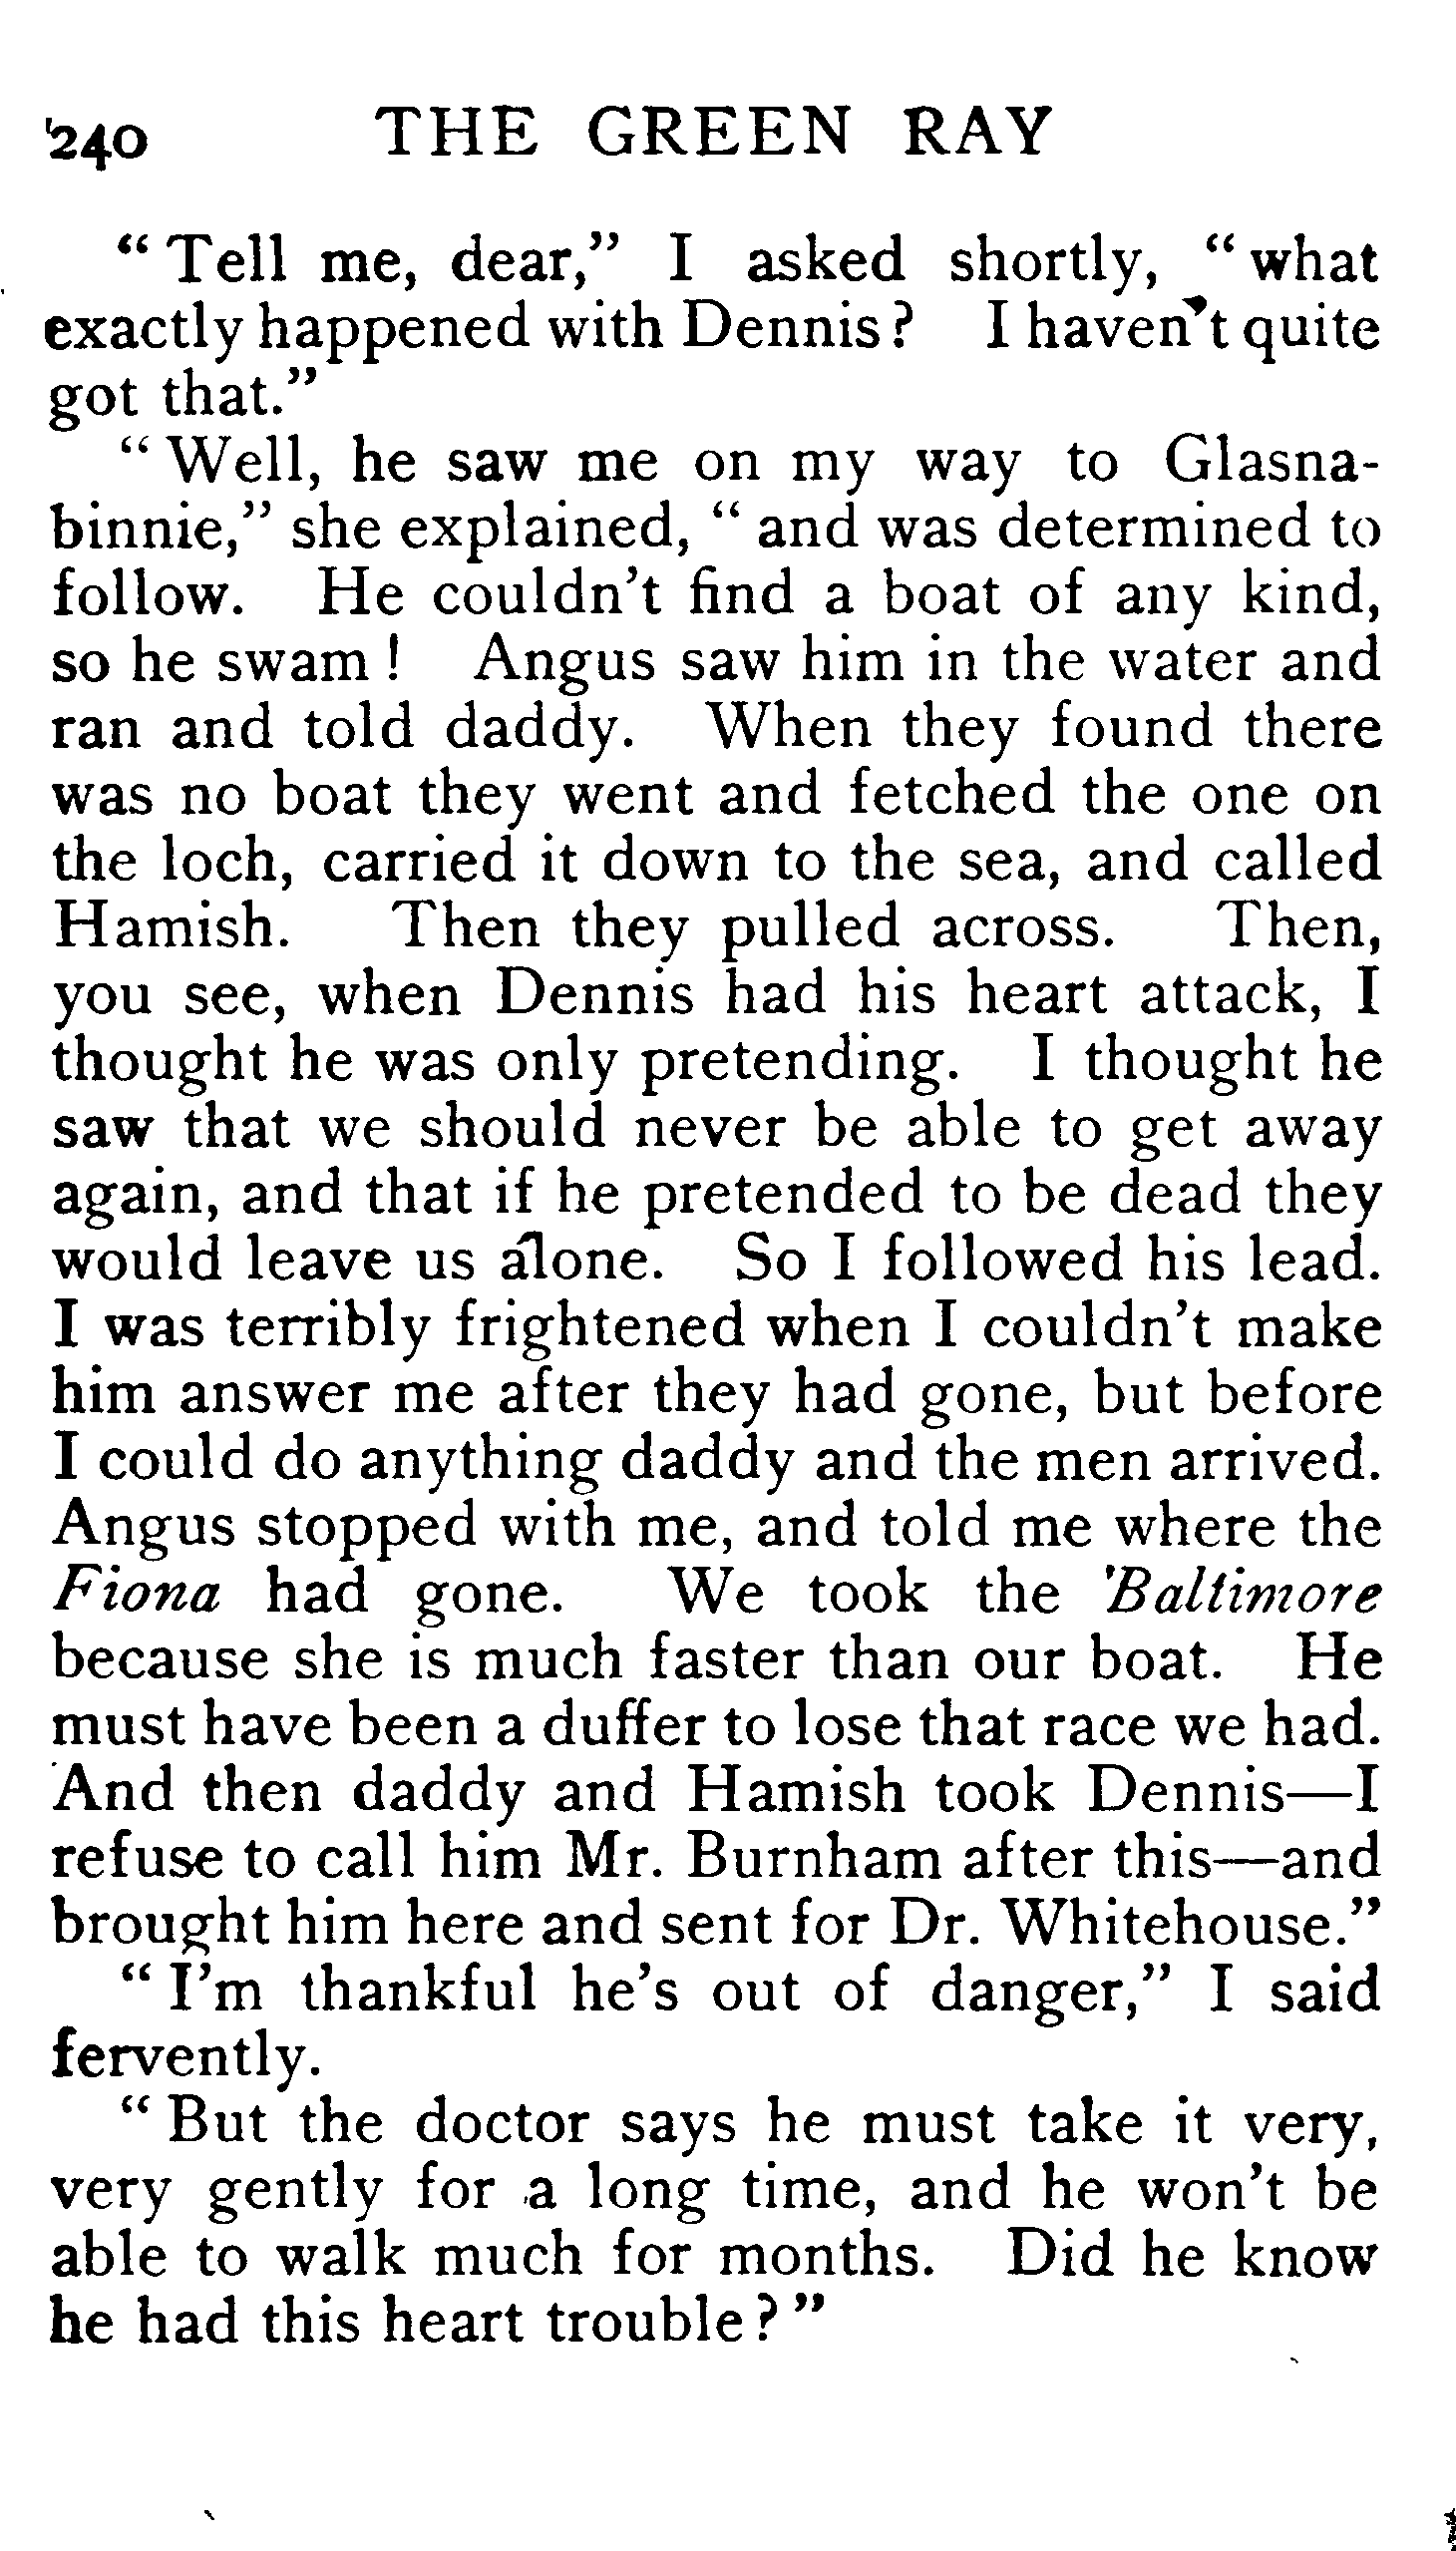 240 THE GREEN RAY
“Tell me, dear,” I asked shortly, “what
exactly happened with Dennis? I haven’t quite
got that.”
“Well, he saw me on my way to Glasna-
binnie,” she explained, “and was determined to
follow. He couldn’t find a boat of any kind,
so he swam! Angus saw him in the water and
ran and told daddy. When they found there
was no boat they went and fetched the one on
the loch, carried it down to the sea, and called
Hamish. Then they pulled across. Then,
you see, when Dennis had his heart attack, I
thought he was only pretending. I thought he
saw that we should never be able to get away
again, and that if he pretended to be dead they
would leave us alone. So I followed his lead.
I was terribly frightened when I couldn’t make
him answer me after they had gone, but before
I could do anything daddy and the men arrived.
Angus stopped with me, and told me where the
Fiona had gone. We took the Baltimore
because she is much faster than our boat. He
must have been a duffer to lose that race we had.
And then daddy and Hamish took Dennis—I
refuse to call him Mr. Burnham after this—and
brought him here and sent for Dr. Whitehouse.”
“I’m thankful he’s out of danger,” I said
fervently.
“But the doctor says he must take it very,
very gently for a long time, and he won’t be
able to walk much for months. Did he know
he had this heart trouble?”